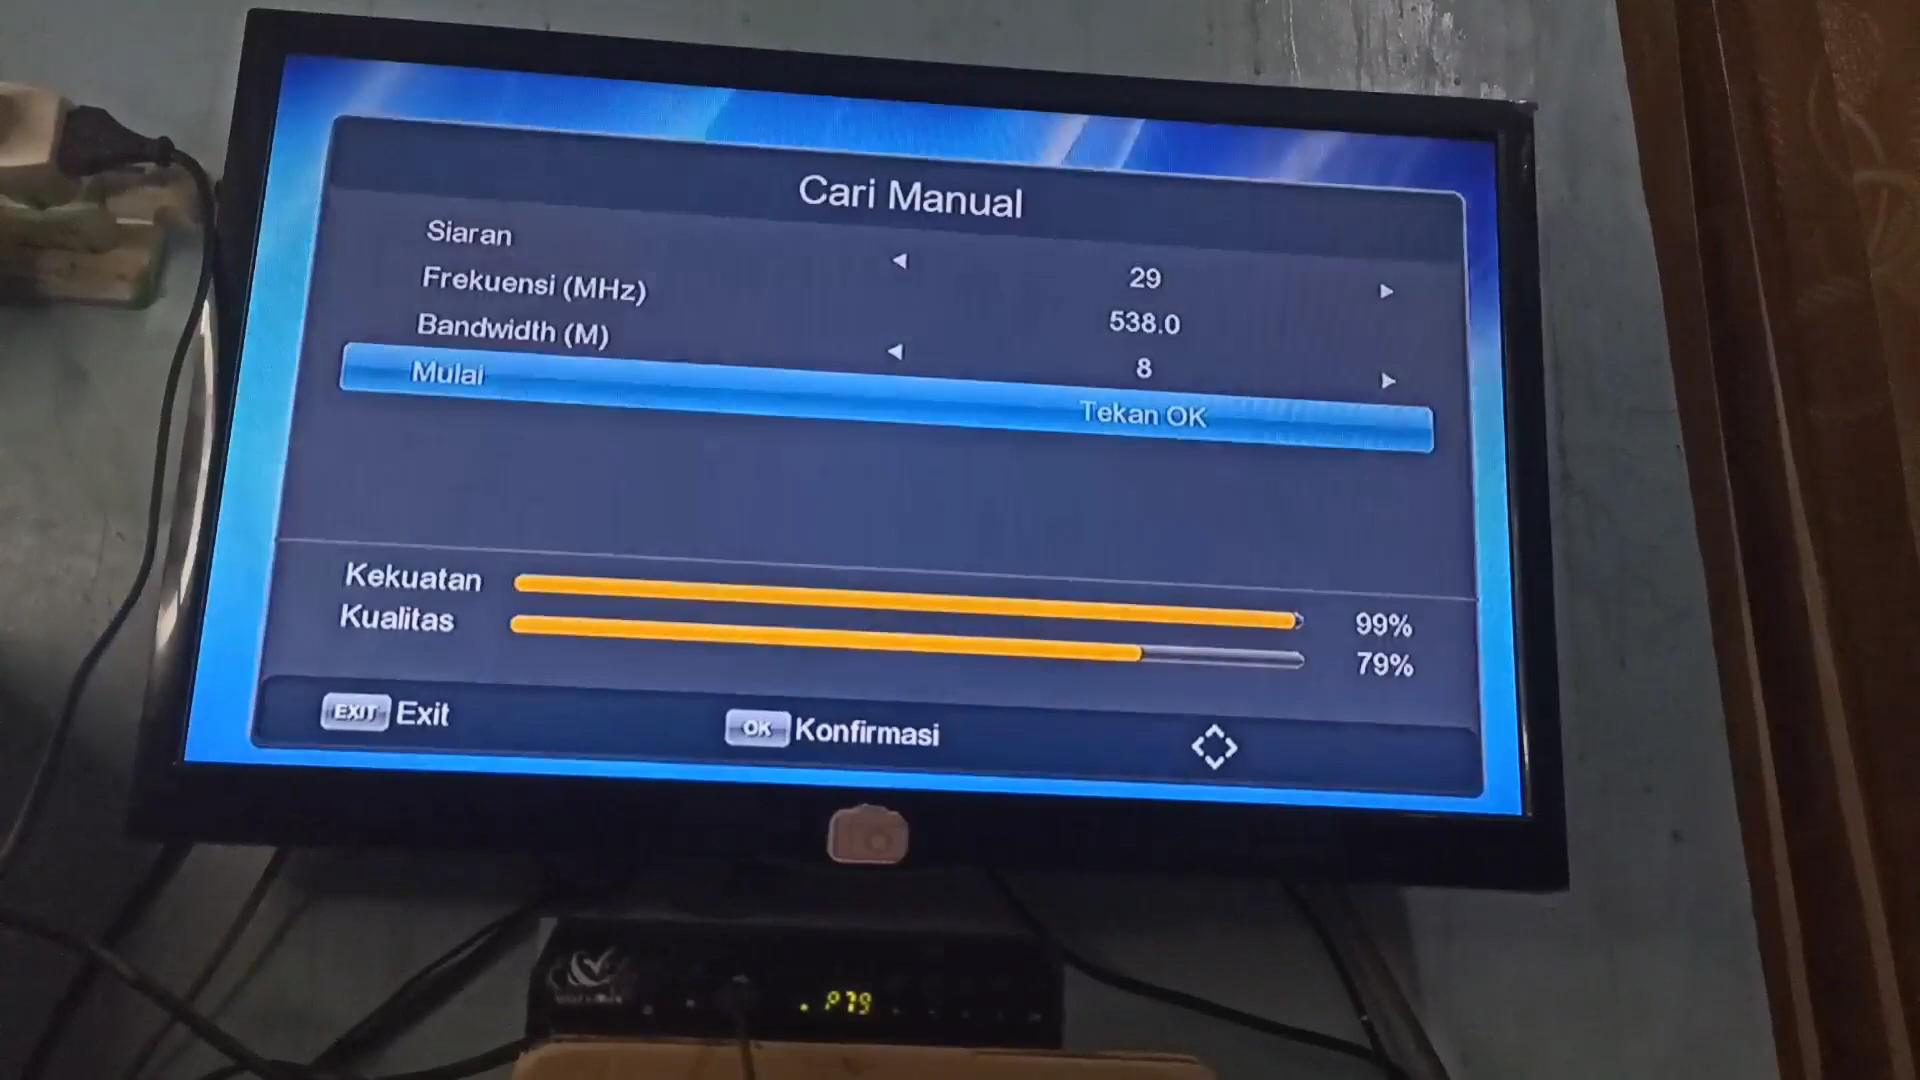 Cari Manual
Siaran 29
Frekuensi (MHz) 538.0
Bandwidth (M) 8
Mulai Tekan OK
Kekuatan 99%
Kualitas 79%
EXIT Exit OK Konfirmasi
P79